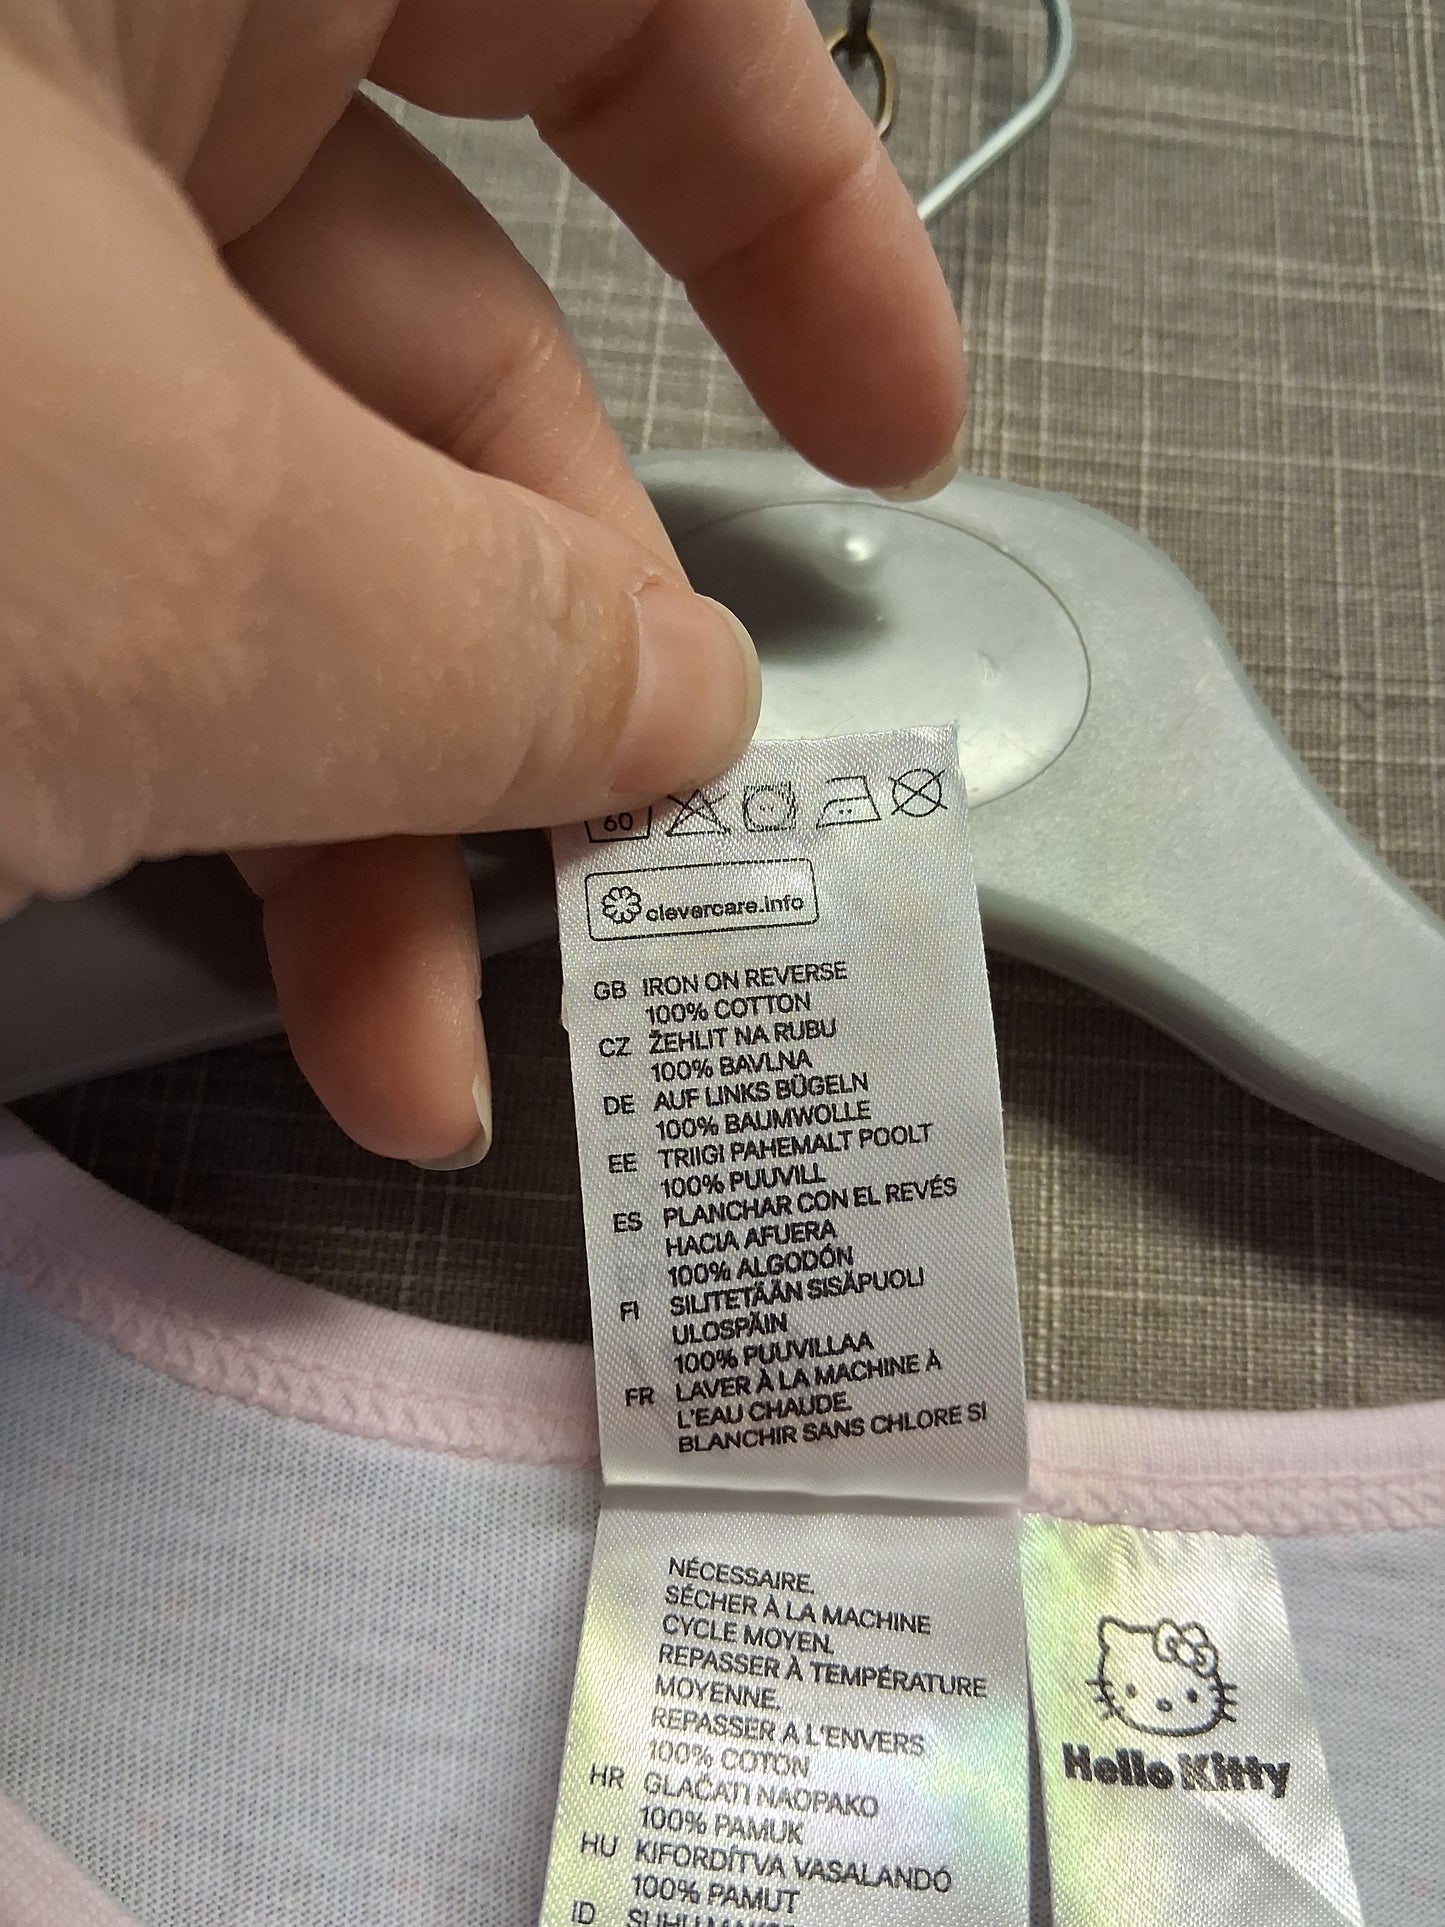 60
clevercare.info
GB IRON ON REVERSE
100% COTTON
CZ ŽEHLIT NA RUBU
100% BAVLNA
DE AUF LINKS BÜGELN
100% BAUMWOLLE
EE TRIIGI PAHEMALT POOLT
100% PUUVILL
ES PLANCHAR CON EL REVÉS
HACIA AFUERA
100% ALGODÓN
FI SILITETÄÄN SISÄPUOLI
ULOSPÄIN
100% PUUVILLAA
FR LAVER À LA MACHINE À
L'EAU CHAUDE.
BLANCHIR SANS CHLORE SI
NÉCESSAIRE.
SÉCHER À LA MACHINE
CYCLE MOYEN.
REPASSER À TEMPÉRATURE
MOYENNE.
REPASSER A L'ENVERS
100% COTON
HR GLAČATI NAOPAKO
100% PAMUK
HU KIFORDÍTVA VASALANDÓ
100% PAMUT
ID
Hello Kitty